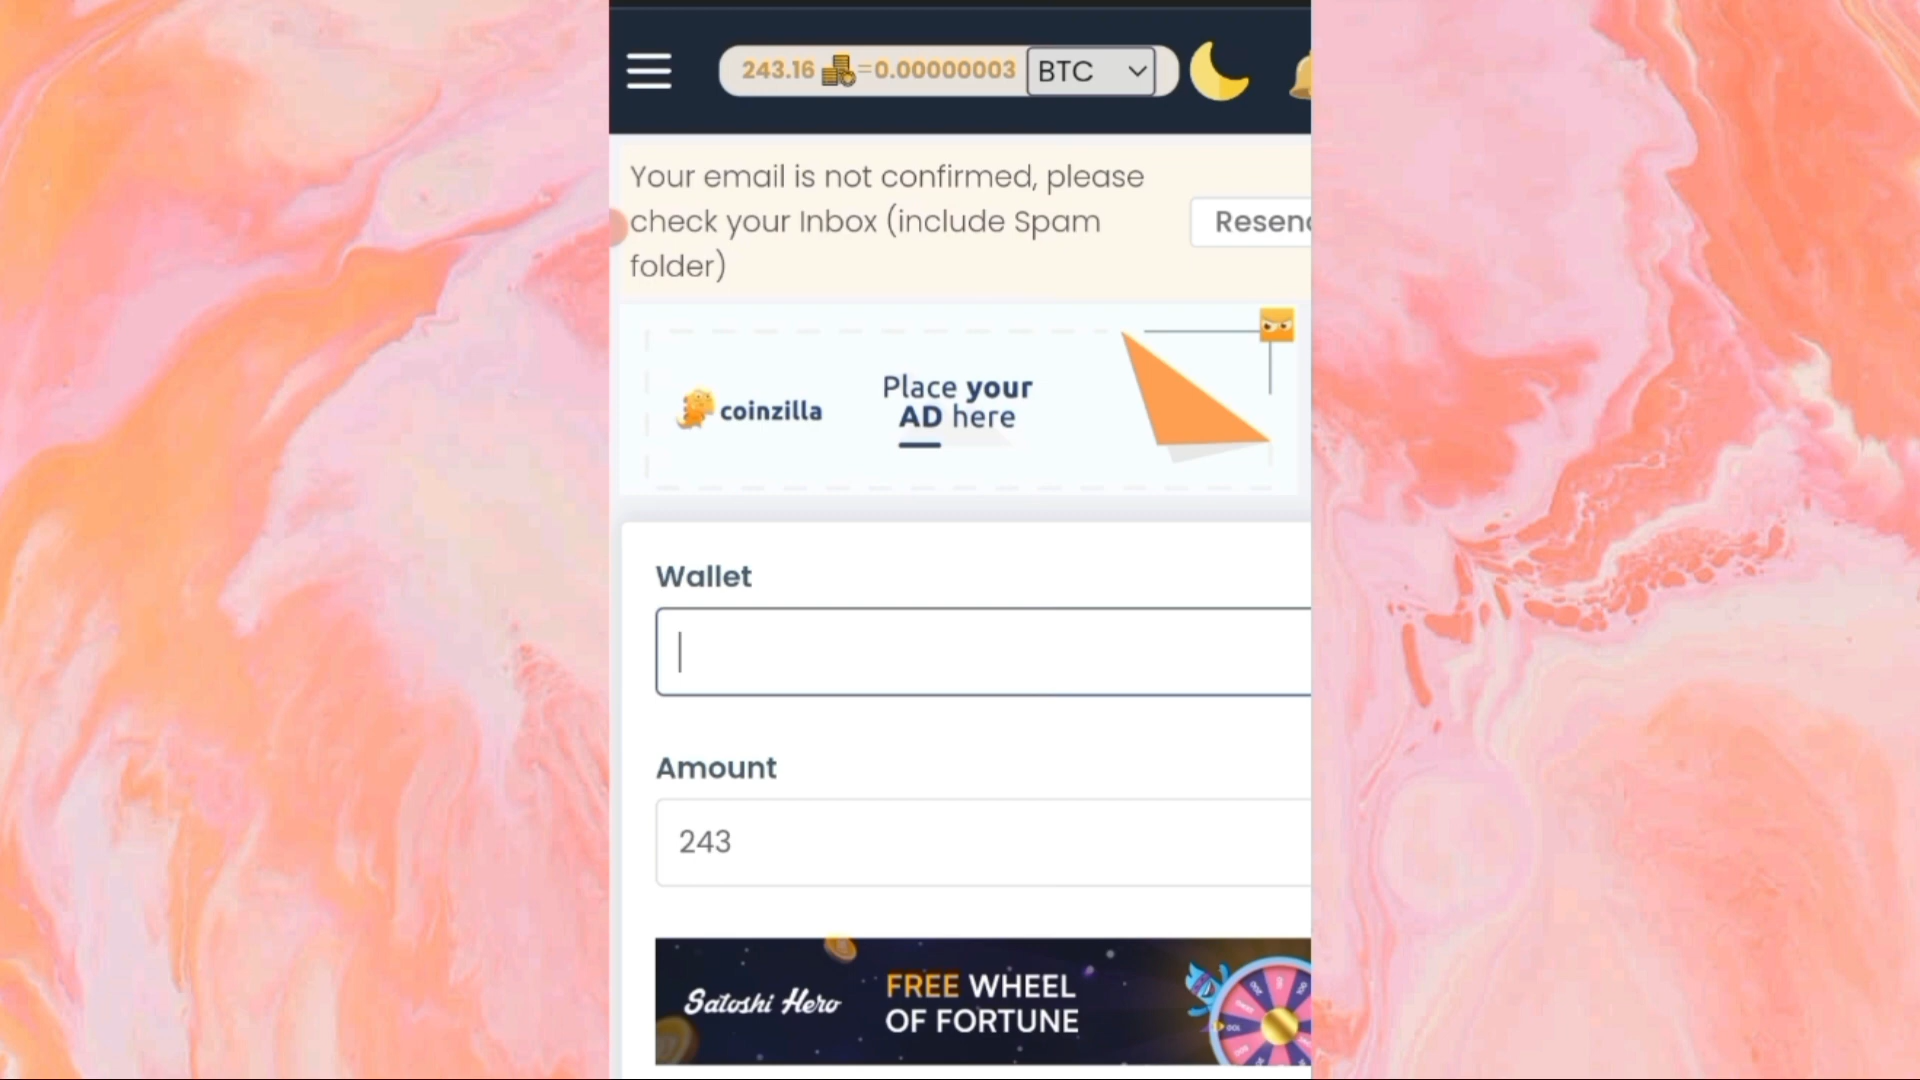 243.16 =0.00000003 BTC
Your email is not confirmed, please
check your Inbox (include Spam
folder)
Resend
coinzilla
Place your
AD here
Wallet
Amount
243
Satoshi Hero
FREE WHEEL
OF FORTUNE